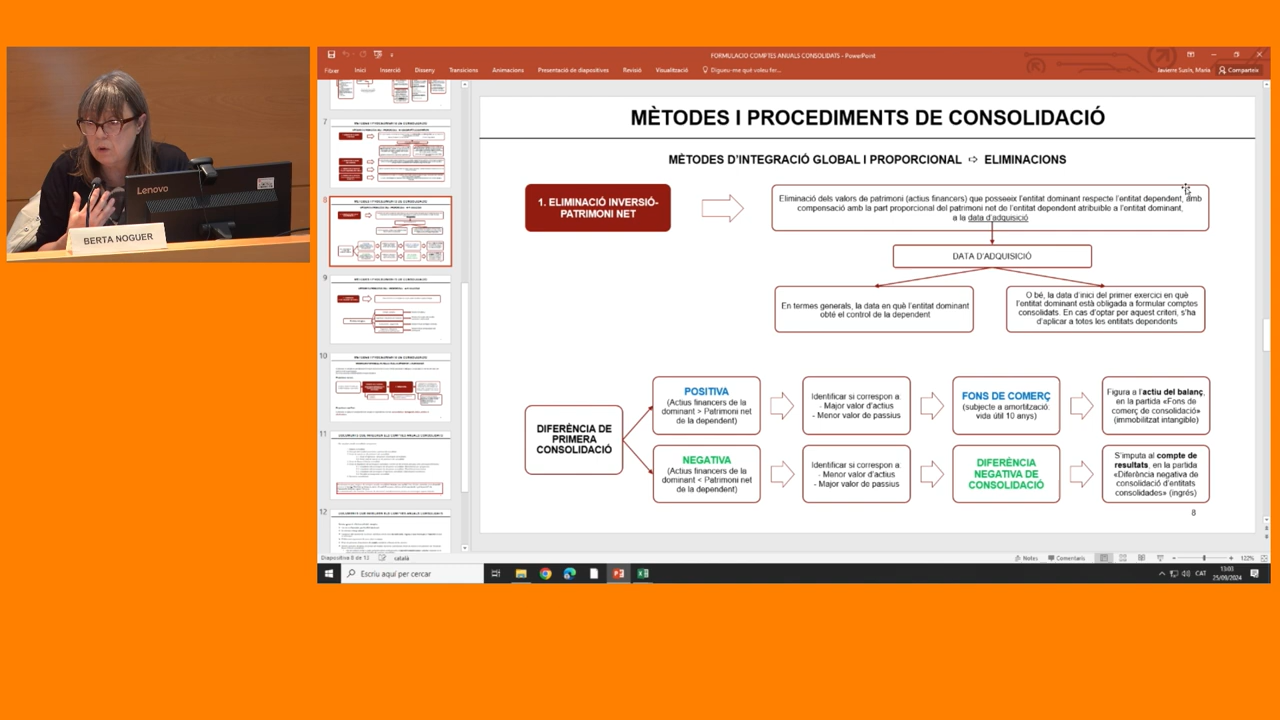 Lenovo
BERTA NOGUER
FORMULACIO COMPTES ANUALS CONSOLIDATS - PowerPoint
Fitxer Inici Inserció Disseny Transicions Animacions Presentació de diapositives Revisió Visualització Digueu-me què voleu fer...
Javierre Susín, Maria Comparteix
7
8
9
10
11
12
MÈTODES I PROCEDIMENTS DE CONSOLIDACIÓ
MÈTODES D'INTEGRACIÓ GLOBAL I PROPORCIONAL ⇨ ELIMINACIONS
1. ELIMINACIÓ INVERSIÓ-
PATRIMONI NET
Eliminació dels valors de patrimoni (actius financers) que posseeix l'entitat dominant respecte l'entitat dependent, amb
compensació amb la part proporcional del patrimoni net de l'entitat dependent atribuïble a l'entitat dominant,
a la data d'adquisició
DATA D'ADQUISICIÓ
En termes generals, la data en què l'entitat dominant
obté el control de la dependent
O bé, la data d'inici del primer exercici en què
l'entitat dominant està obligada a formular comptes
consolidats. En cas d'optar per aquest criteri, s'ha
d'aplicar a totes les entitats dependents
DIFERÈNCIA DE
PRIMERA
CONSOLIDACIÓ
POSITIVA
(Actius financers de la
dominant > Patrimoni net
de la dependent)
Identificar si correspon a:
- Major valor d'actius
- Menor valor de passius
FONS DE COMERÇ
(subjecte a amortització:
vida útil 10 anys)
Figura a l'actiu del balanç,
en la partida «Fons de
comerç de consolidació»
(immobilitzat intangible)
NEGATIVA
(Actius financers de la
dominant < Patrimoni net
de la dependent)
Identificar si correspon a:
- Menor valor d'actius
- Major valor de passius
DIFERÈNCIA
NEGATIVA DE
CONSOLIDACIÓ
S'imputa al compte de
resultats, en la partida
«Diferència negativa de
consolidació d'entitats
consolidades» (ingrés)
8
Diapositiva 8 de 13 català
Notes Comentaris 122%
Escriu aquí per cercar
CAT
13:03
25/09/2024